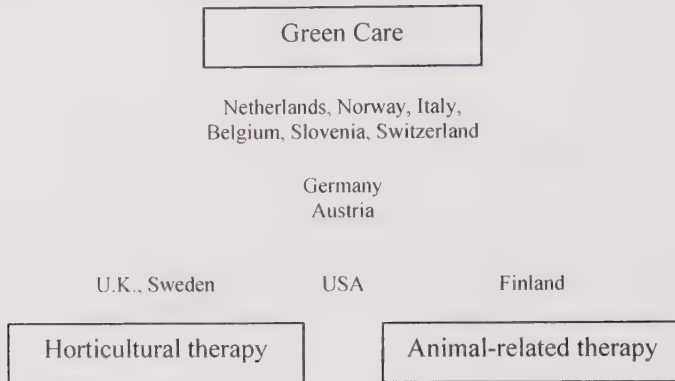 Green Care
Netherlands, Norway, Italy,
Belgium, Slovenia, Switzerland
Germany
Austria
U.K., Sweden USA Finland
Horticultural therapy Animal-related therapy